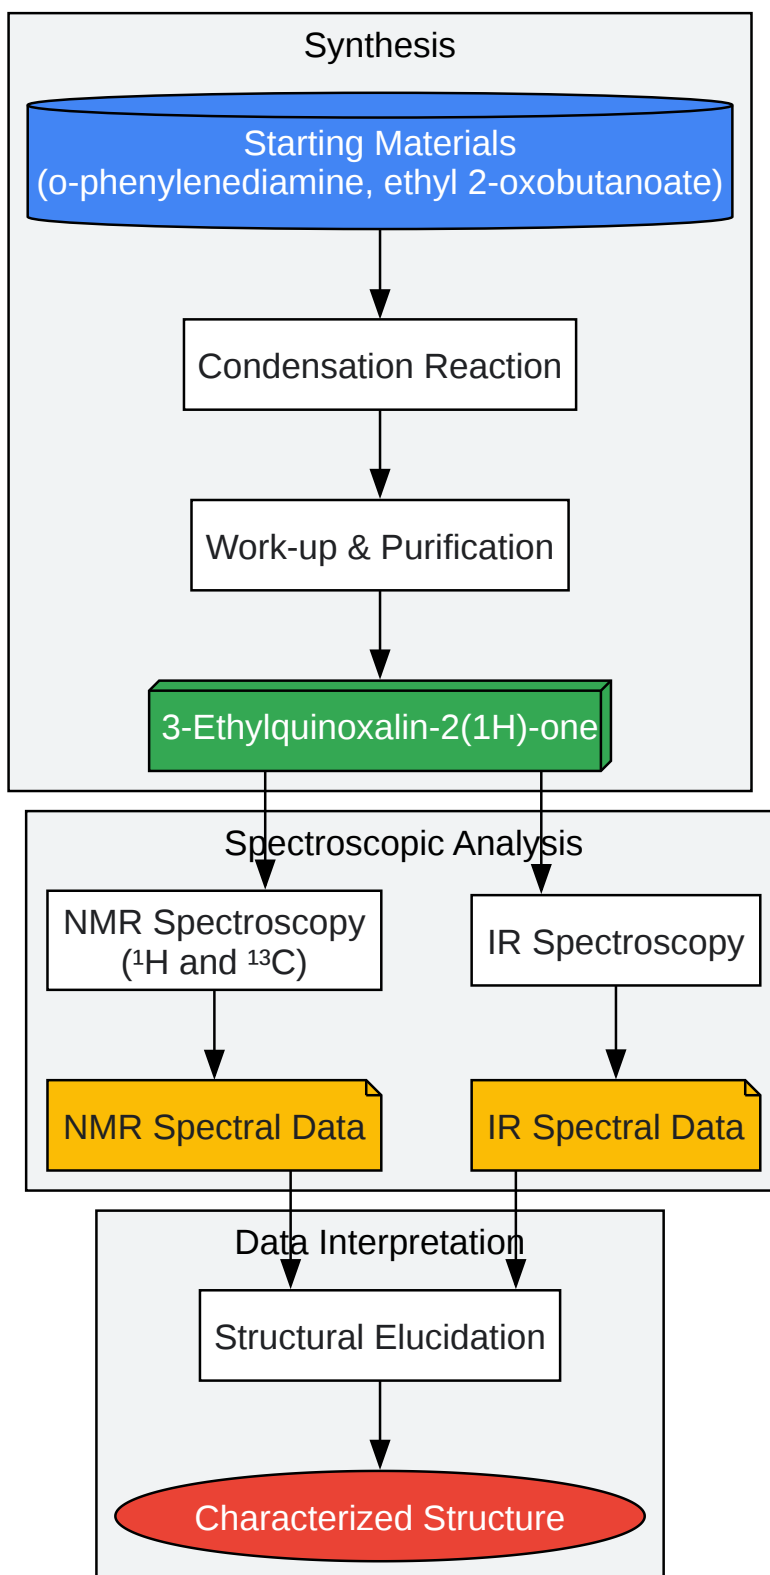 Synthesis
Starting Materials
(o-phenylenediamine, ethyl 2-oxobutanoate)
Condensation Reaction
Work-up & Purification
3-Ethylquinoxalin-2(1H)-one
Spectroscopic Analysis
NMR Spectroscopy
(¹H and ¹³C)
IR Spectroscopy
NMR Spectral Data
IR Spectral Data
Data Interpretation
Structural Elucidation
Characterized Structure